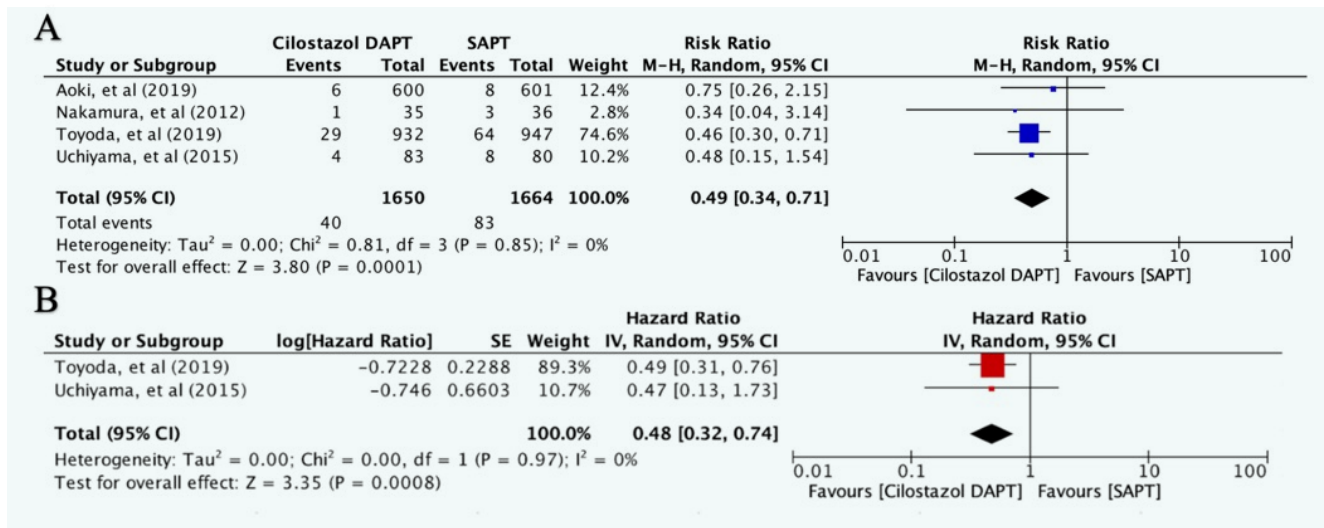 A
Cilostazol DAPT SAPT Risk Ratio Risk Ratio
Study or Subgroup Events Total Events Total Weight M-H, Random, 95% CI M-H, Random, 95% CI
Aoki, et al (2019) 6 600 8 601 12.4% 0.75 [0.26, 2.15]
Nakamura, et al (2012) 1 35 3 36 2.8% 0.34 [0.04, 3.14]
Toyoda, et al (2019) 29 932 64 947 74.6% 0.46 [0.30, 0.71]
Uchiyama, et al (2015) 4 83 8 80 10.2% 0.48 [0.15, 1.54]
Total (95% CI) 1650 1664 100.0% 0.49 [0.34, 0.71]
Total events 40 83
Heterogeneity: Tau² = 0.00; Chi² = 0.81, df = 3 (P = 0.85); I² = 0%
Test for overall effect: Z = 3.80 (P = 0.0001)
0.01 0.1 1 10 100
Favours [Cilostazol DAPT] Favours [SAPT]
B
Hazard Ratio Hazard Ratio
Study or Subgroup log[Hazard Ratio] SE Weight IV, Random, 95% CI IV, Random, 95% CI
Toyoda, et al (2019) -0.7228 0.2288 89.3% 0.49 [0.31, 0.76]
Uchiyama, et al (2015) -0.746 0.6603 10.7% 0.47 [0.13, 1.73]
Total (95% CI) 100.0% 0.48 [0.32, 0.74]
Heterogeneity: Tau² = 0.00; Chi² = 0.00, df = 1 (P = 0.97); I² = 0%
Test for overall effect: Z = 3.35 (P = 0.0008)
0.01 0.1 1 10 100
Favours [Cilostazol DAPT] Favours [SAPT]